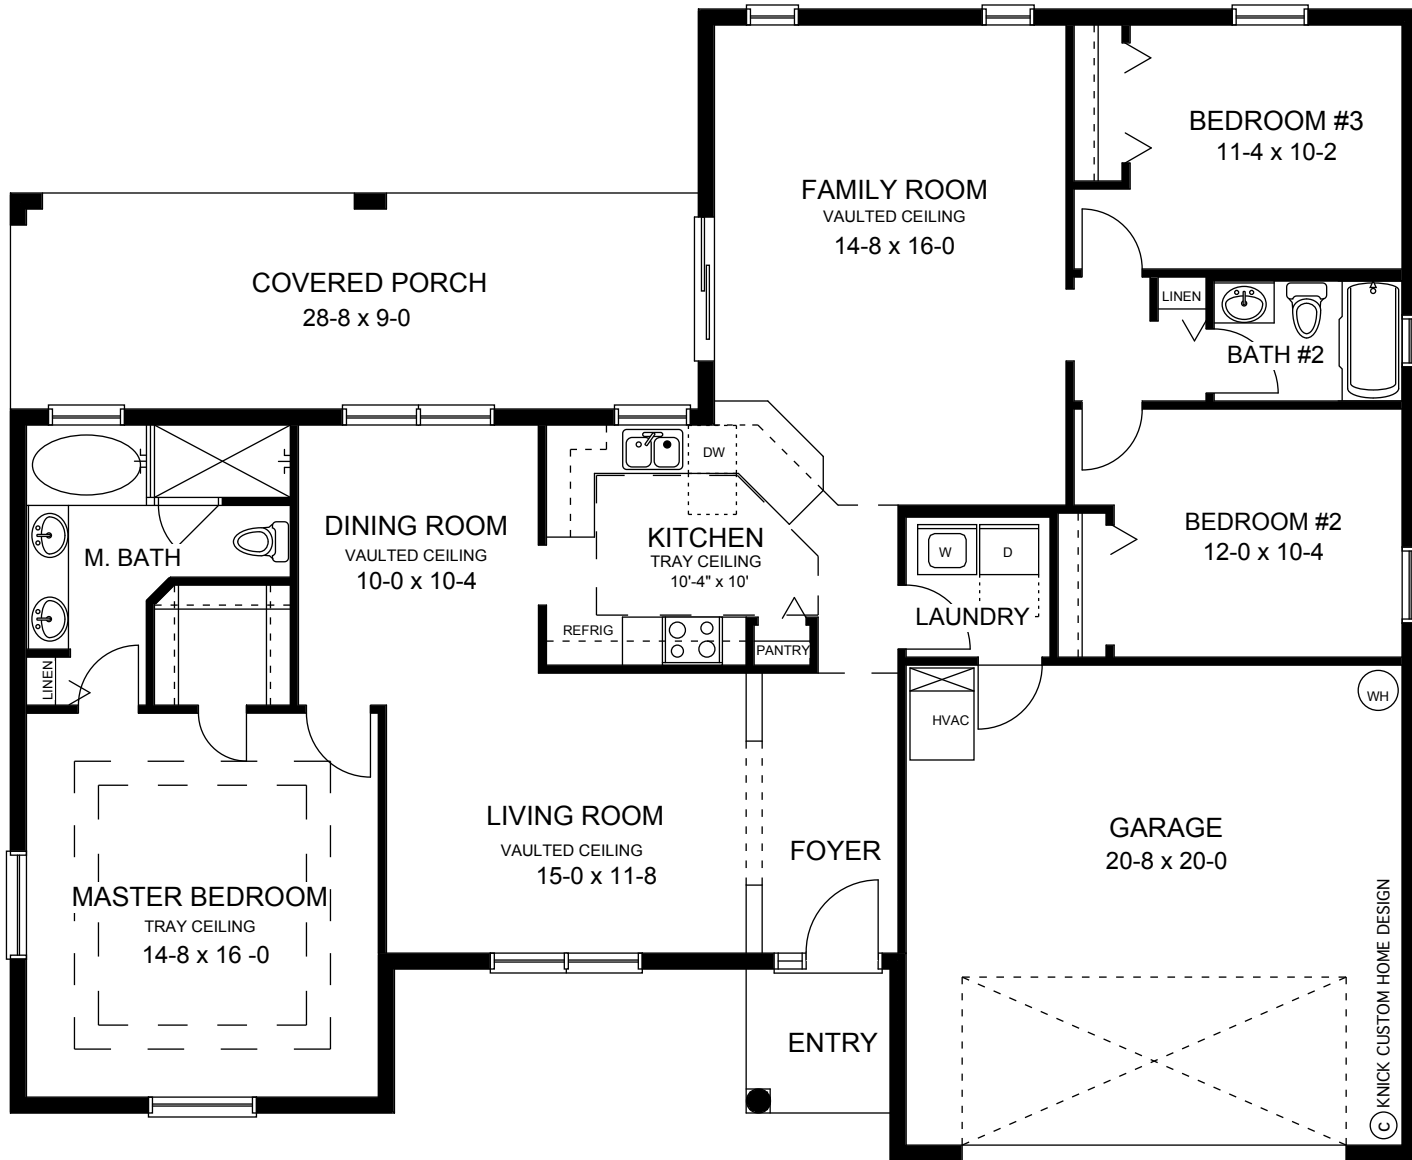 BEDROOM #3
11-4 x 10-2
FAMILY ROOM
VAULTED CEILING
14-8 x 16-0
COVERED PORCH
28-8 x 9-0
LINEN
BATH #2
DW
KITCHEN
TRAY CEILING
10'-4" x 10'
DINING ROOM
VAULTED CEILING
10-0 x 10-4
M. BATH
BEDROOM #2
12-0 x 10-4
W
D
LAUNDRY
REFRIG
PANTRY
LINEN
HVAC
WH
LIVING ROOM
VAULTED CEILING
15-0 x 11-8
FOYER
GARAGE
20-8 x 20-0
MASTER BEDROOM
TRAY CEILING
14-8 x 16 -0
ENTRY
© KNICK CUSTOM HOME DESIGN